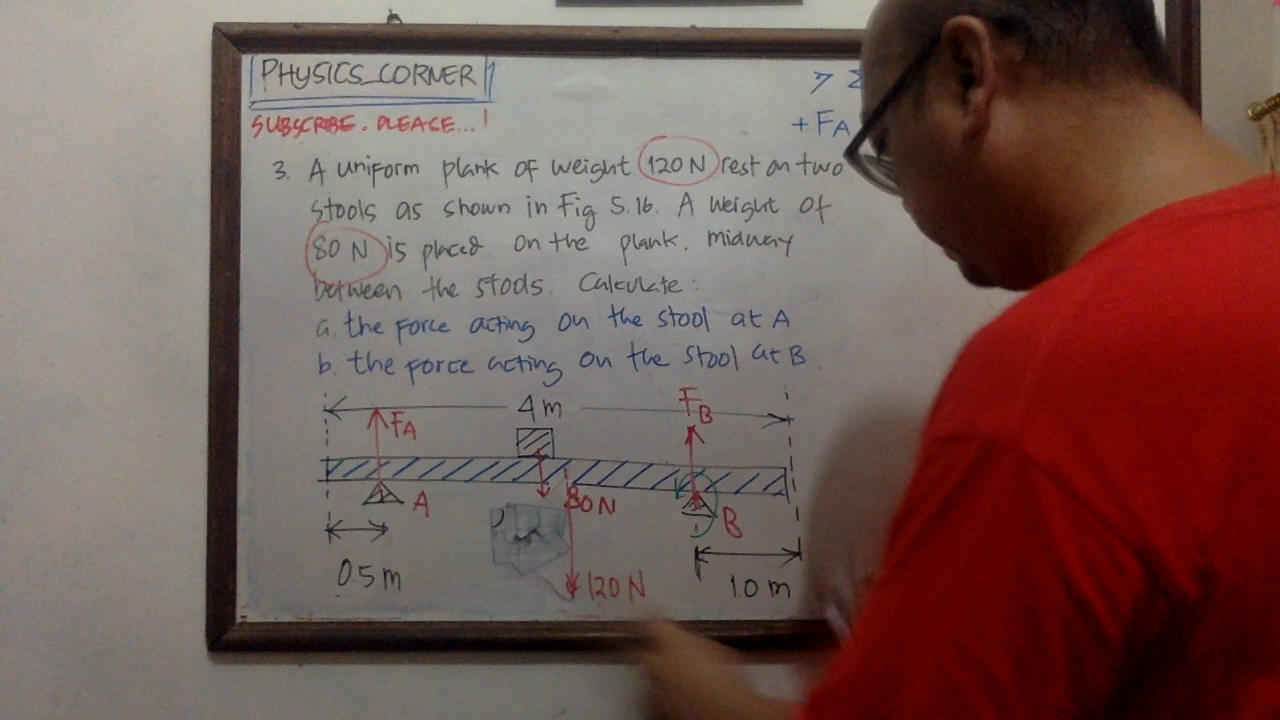 PHYSICS_CORNER
SUBSCRIBE. PLEASE...!
+ FA
3. A uniform plank of weight 120 N rest on two
stools as shown in Fig 5.16. A weight of
80 N is placed on the plank, midway
between the stools. Calculate:
a. the force acting on the stool at A
b. the force acting on the stool at B.
4 m
FA
FB
A
80N
B
0.5 m
120 N
1.0 m